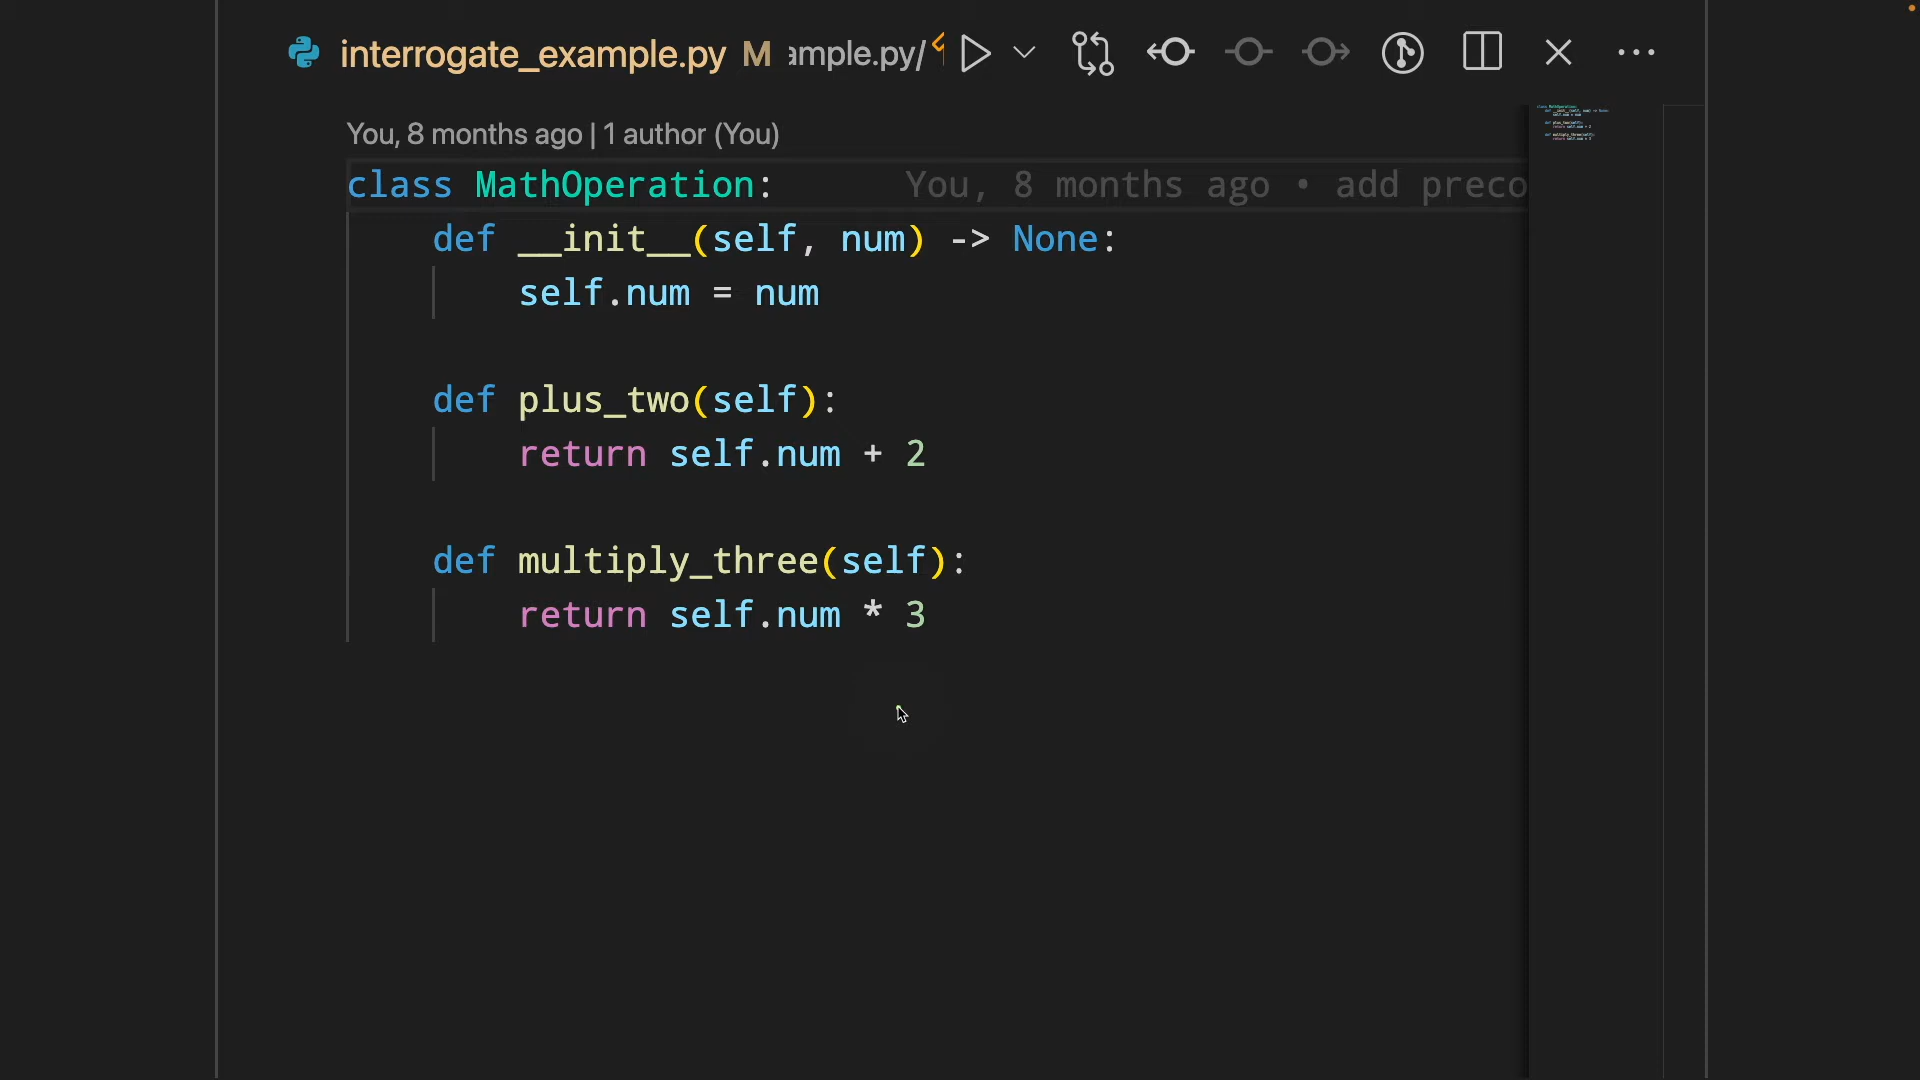 interrogate_example.py M ample.py/
You, 8 months ago | 1 author (You)
class MathOperation: You, 8 months ago • add preco
def __init__(self, num) -> None:
self.num = num
def plus_two(self):
return self.num + 2
def multiply_three(self):
return self.num * 3